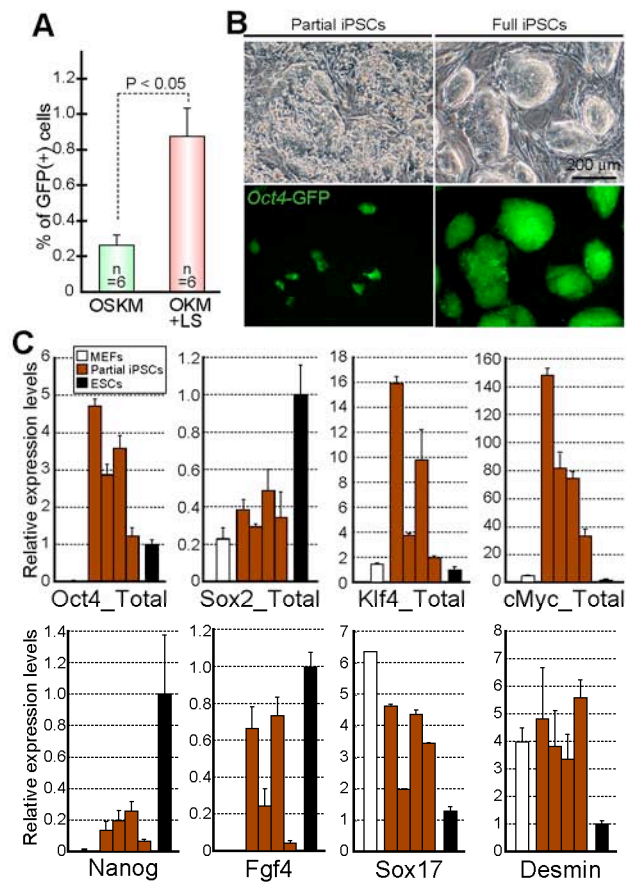 A
% of GFP(+) cells
1.2
1.0
0.8
0.6
0.4
0.2
0
P < 0.05
n
=6
n
=6
OSKM
OKM
+LS
B
Partial iPSCs
Full iPSCs
200 µm
Oct4-GFP
C
MEFs
Partial iPSCs
ESCs
Relative expression levels
6
5
4
3
2
1
0
Oct4_Total
1.2
1.0
0.8
0.6
0.4
0.2
0
Sox2_Total
16
14
12
10
8
6
4
2
0
Klf4_Total
160
140
120
100
80
60
40
20
0
cMyc_Total
Relative expression levels
1.4
1.2
1.0
0.8
0.6
0.4
0.2
0
Nanog
1.2
1.0
0.8
0.6
0.4
0.2
0
Fgf4
7
6
5
4
3
2
1
0
Sox17
8
7
6
5
4
3
2
1
0
Desmin